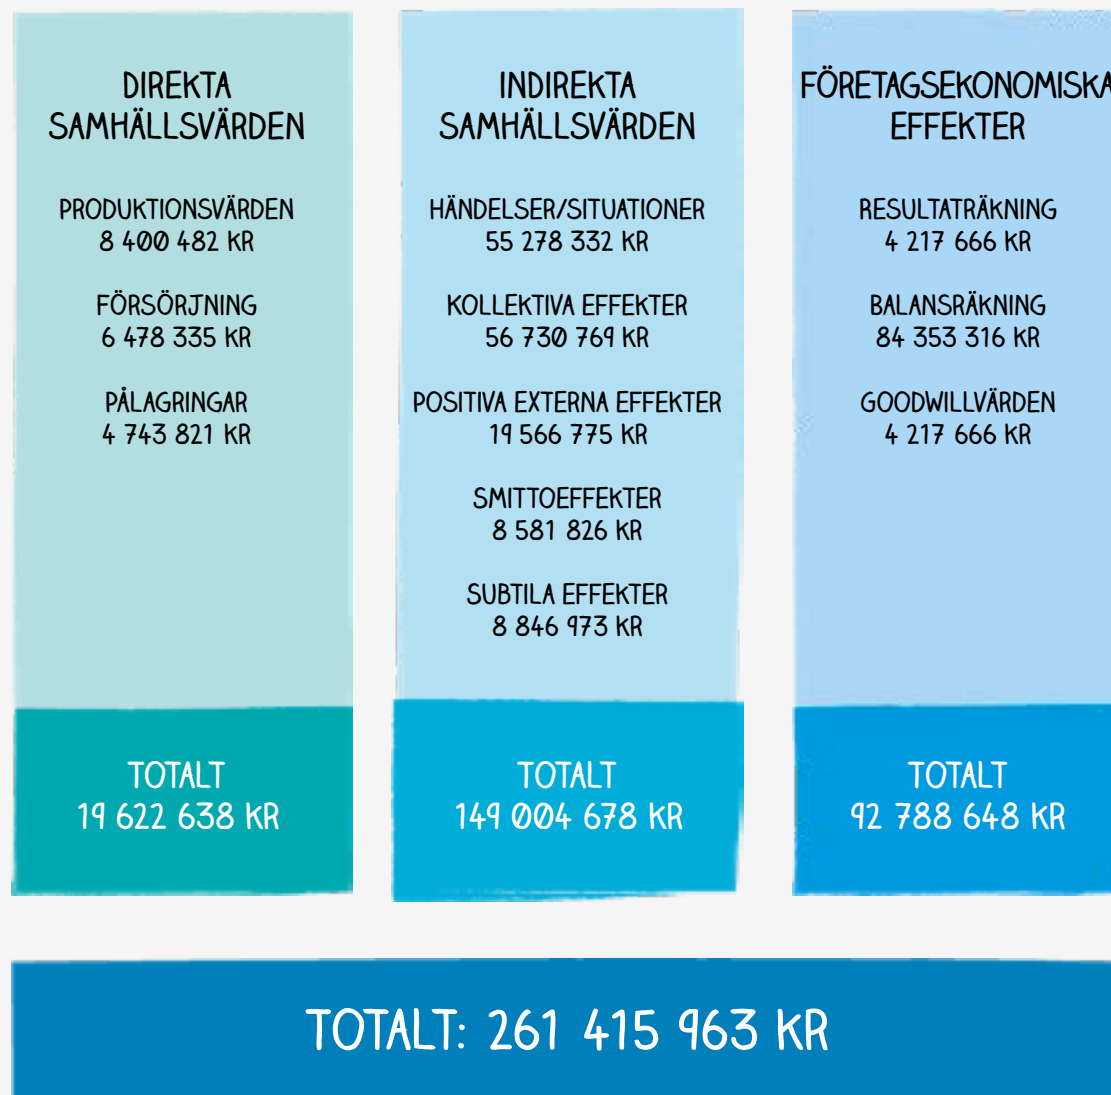 DIREKTA
SAMHÄLLSVÄRDEN
PRODUKTIONSVÄRDEN
8 400 482 KR
FÖRSÖRJNING
6 478 335 KR
PÅLAGRINGAR
4 743 821 KR
TOTALT
19 622 638 KR
INDIREKTA
SAMHÄLLSVÄRDEN
HÄNDELSER/SITUATIONER
55 278 332 KR
KOLLEKTIVA EFFEKTER
56 730 769 KR
POSITIVA EXTERNA EFFEKTER
19 566 775 KR
SMITTOEFFEKTER
8 581 826 KR
SUBTILA EFFEKTER
8 846 973 KR
TOTALT
149 004 678 KR
FÖRETAGSEKONOMISKA
EFFEKTER
RESULTATRÄKNING
4 217 666 KR
BALANSRÄKNING
84 353 316 KR
GOODWILLVÄRDEN
4 217 666 KR
TOTALT
92 788 648 KR
TOTALT: 261 415 963 KR